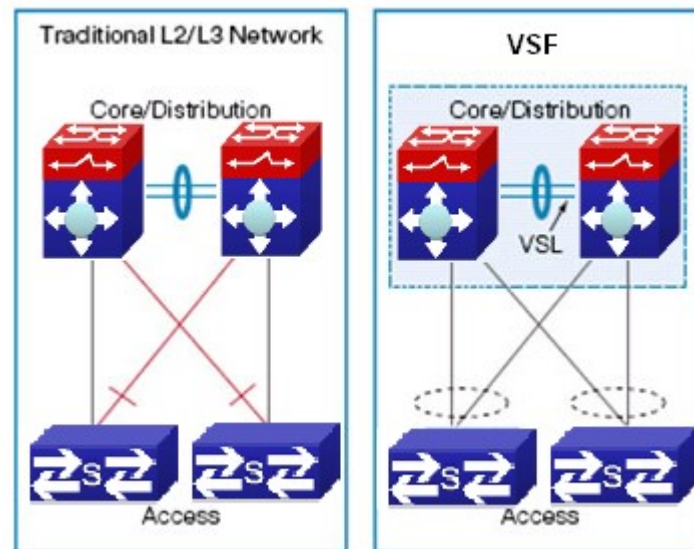 Traditional L2/L3 Network
Core/Distribution
S
S
Access
VSF
Core/Distribution
VSL
S
S
Access